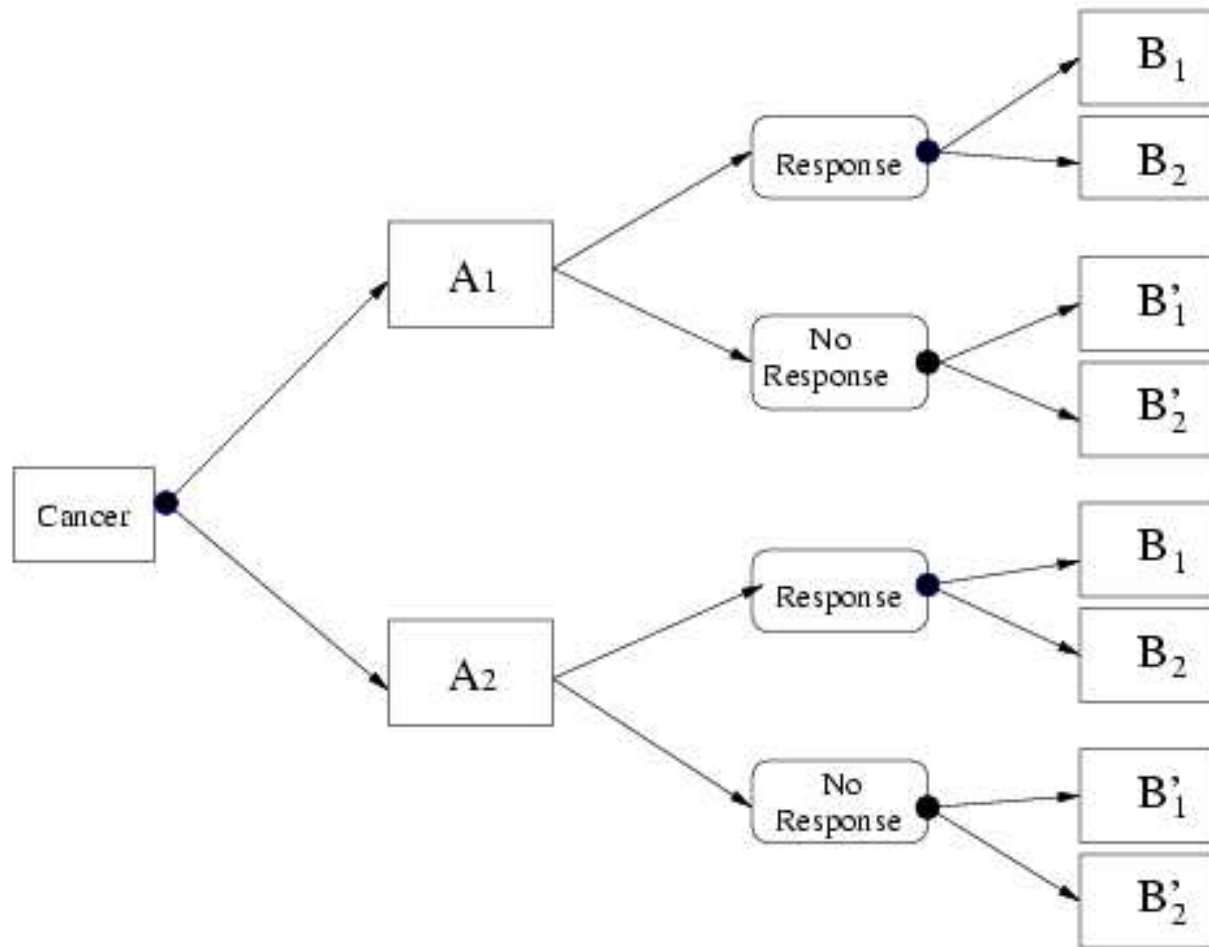 Cancer
A1
A2
Response
No
Response
Response
No
Response
B1
B2
B'1
B'2
B1
B2
B'1
B'2